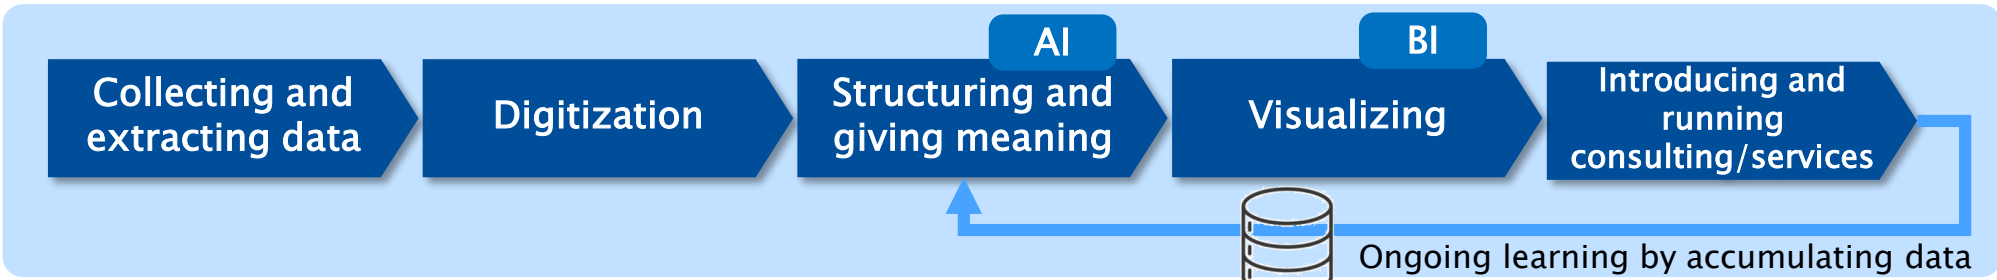 AI
BI
Collecting and
extracting data
Digitization
Structuring and
giving meaning
Visualizing
Introducing and
running
consulting/services
Ongoing learning by accumulating data